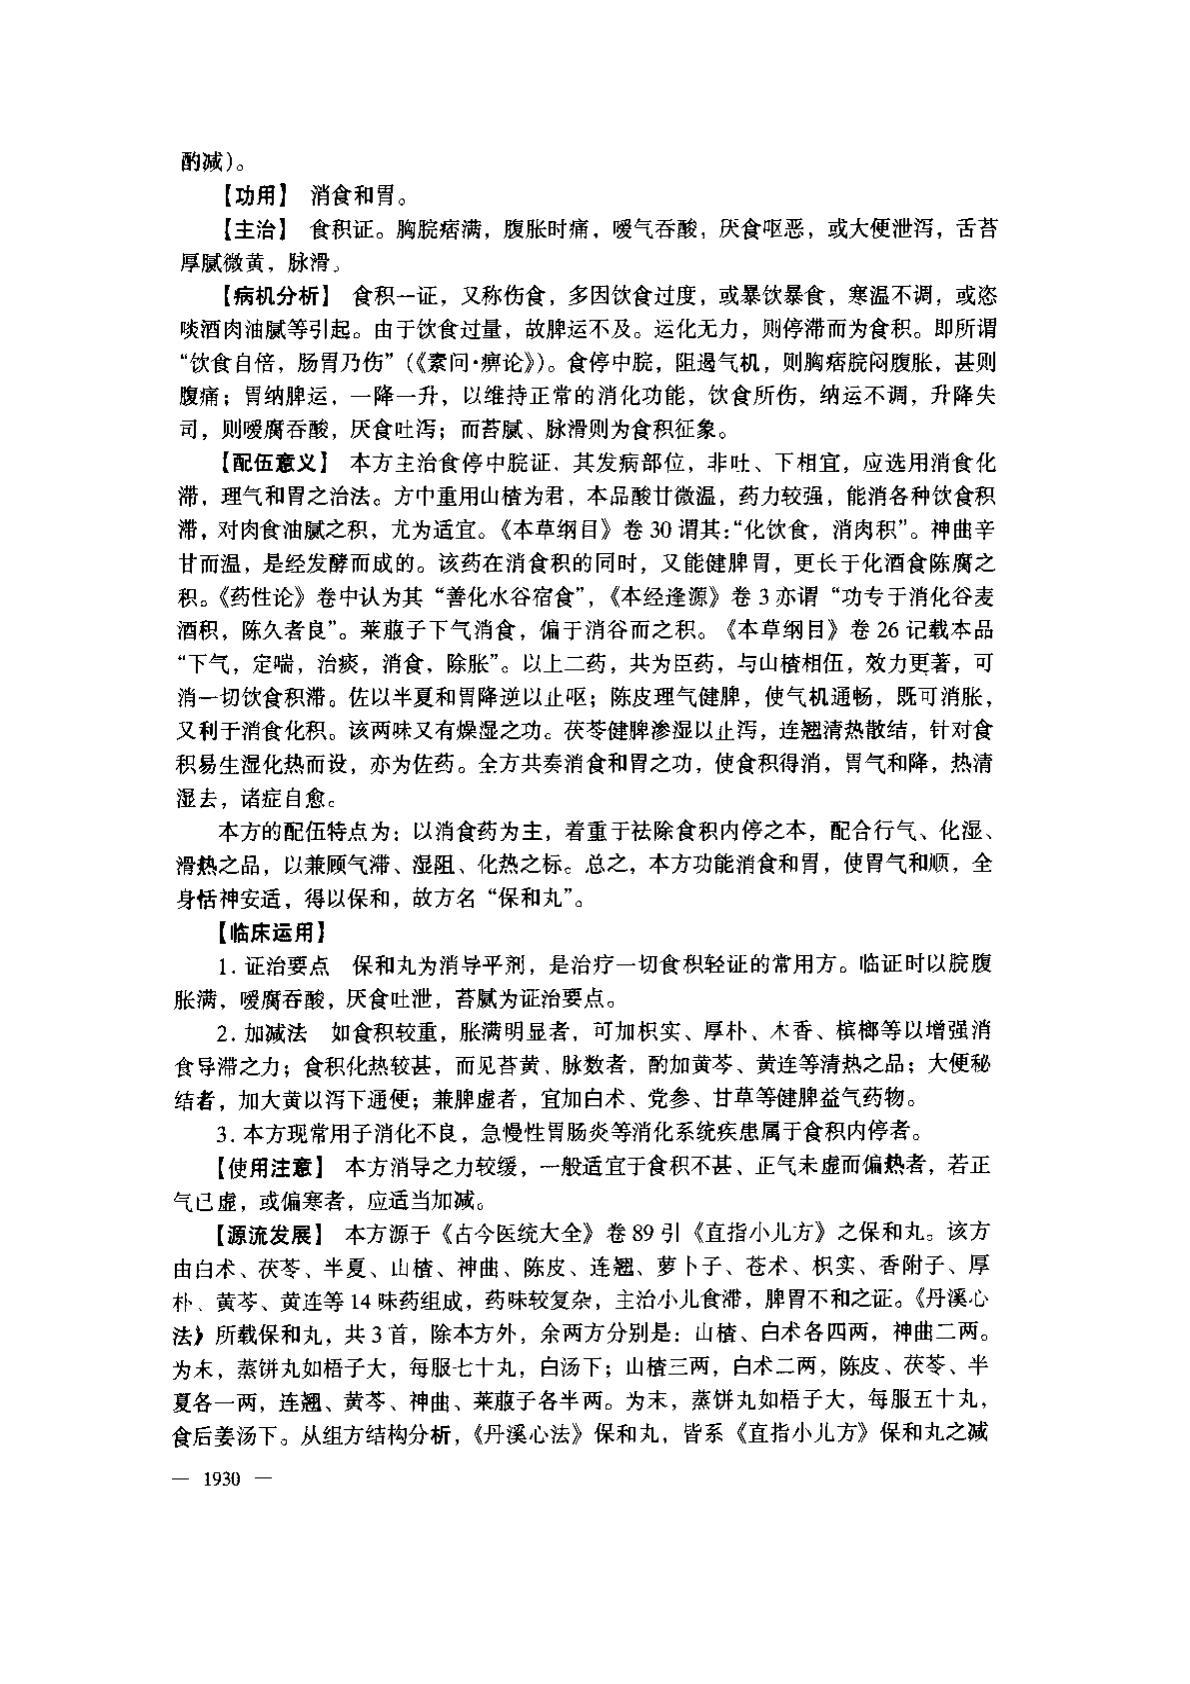 酌减）。
【功用】 消食和胃。
【主治】 食积证。胸脘痞满，腹胀时痛，嗳气吞酸，厌食呕恶，或大便泄泻，舌苔
厚腻微黄，脉滑。
【病机分析】 食积一证，又称伤食，多因饮食过度，或暴饮暴食，寒温不调，或恣
啖酒肉油腻等引起。由于饮食过量，故脾运不及。运化无力，则停滞而为食积。即所谓
“饮食自倍，肠胃乃伤”（《素问·痹论》）。食停中脘，阻遏气机，则胸痞脘闷腹胀，甚则
腹痛；胃纳脾运，一降一升，以维持正常的消化功能，饮食所伤，纳运不调，升降失
司，则嗳腐吞酸，厌食吐泻；而苔腻、脉滑则为食积征象。
【配伍意义】 本方主治食停中脘证，其发病部位，非吐、下相宜，应选用消食化
滞，理气和胃之治法。方中重用山楂为君，本品酸甘微温，药力较强，能消各种饮食积
滞，对肉食油腻之积，尤为适宜。《本草纲目》卷 30 谓其：“化饮食，消肉积”。神曲辛
甘而温，是经发酵而成的。该药在消食积的同时，又能健脾胃，更长于化酒食陈腐之
积。《药性论》卷中认为其“善化水谷宿食”，《本经逢源》卷 3 亦谓“功专于消化谷麦
酒积，陈久者良”。莱菔子下气消食，偏于消谷而之积。《本草纲目》卷 26 记载本品
“下气，定喘，治痰，消食，除胀”。以上二药，共为臣药，与山楂相伍，效力更著，可
消一切饮食积滞。佐以半夏和胃降逆以止呕；陈皮理气健脾，使气机通畅，既可消胀，
又利于消食化积。该两味又有燥湿之功。茯苓健脾渗湿以止泻，连翘清热散结，针对食
积易生湿化热而设，亦为佐药。全方共奏消食和胃之功，使食积得消，胃气和降，热清
湿去，诸症自愈。
本方的配伍特点为：以消食药为主，着重于祛除食积内停之本，配合行气、化湿、
滑热之品，以兼顾气滞、湿阻、化热之标。总之，本方功能消食和胃，使胃气和顺，全
身恬神安适，得以保和，故方名“保和丸”。
【临床运用】
1. 证治要点 保和丸为消导平剂，是治疗一切食积轻证的常用方。临证时以脘腹
胀满，嗳腐吞酸，厌食吐泄，苔腻为证治要点。
2. 加减法 如食积较重，胀满明显者，可加枳实、厚朴、木香、槟榔等以增强消
食导滞之力；食积化热较甚，而见苔黄、脉数者，酌加黄芩、黄连等清热之品；大便秘
结者，加大黄以泻下通便；兼脾虚者，宜加白术、党参、甘草等健脾益气药物。
3. 本方现常用于消化不良，急慢性胃肠炎等消化系统疾患属于食积内停者。
【使用注意】 本方消导之力较缓，一般适宜于食积不甚、正气未虚而偏热者，若正
气已虚，或偏寒者，应适当加减。
【源流发展】 本方源于《古今医统大全》卷 89 引《直指小儿方》之保和丸。该方
由白术、茯苓、半夏、山楂、神曲、陈皮、连翘、萝卜子、苍术、枳实、香附子、厚
朴、黄芩、黄连等 14 味药组成，药味较复杂，主治小儿食滞，脾胃不和之证。《丹溪心
法》所载保和丸，共 3 首，除本方外，余两方分别是：山楂、白术各四两，神曲二两。
为末，蒸饼丸如梧子大，每服七十丸，白汤下；山楂三两，白术二两，陈皮、茯苓、半
夏各一两，连翘、黄芩、神曲、莱菔子各半两。为末，蒸饼丸如梧子大，每服五十丸，
食后姜汤下。从组方结构分析，《丹溪心法》保和丸，皆系《直指小儿方》保和丸之减
— 1930 —